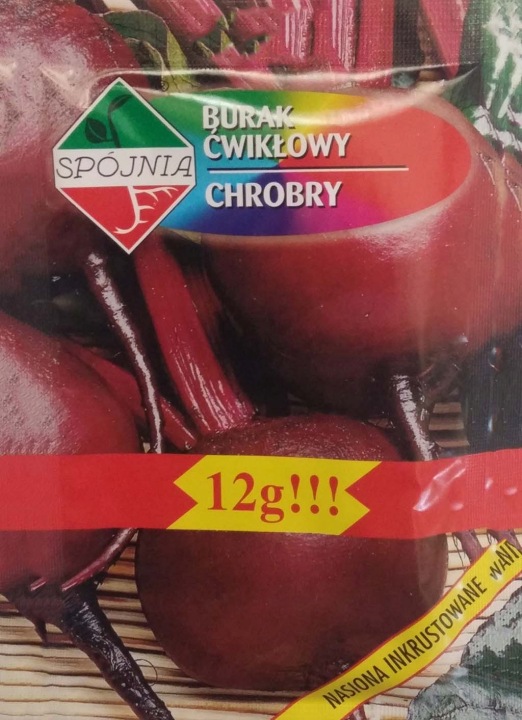 BURAK
ĆWIKŁOWY
SPÓJNIA
CHROBRY
12g!!!
NASIONA INKRUSTOWANE